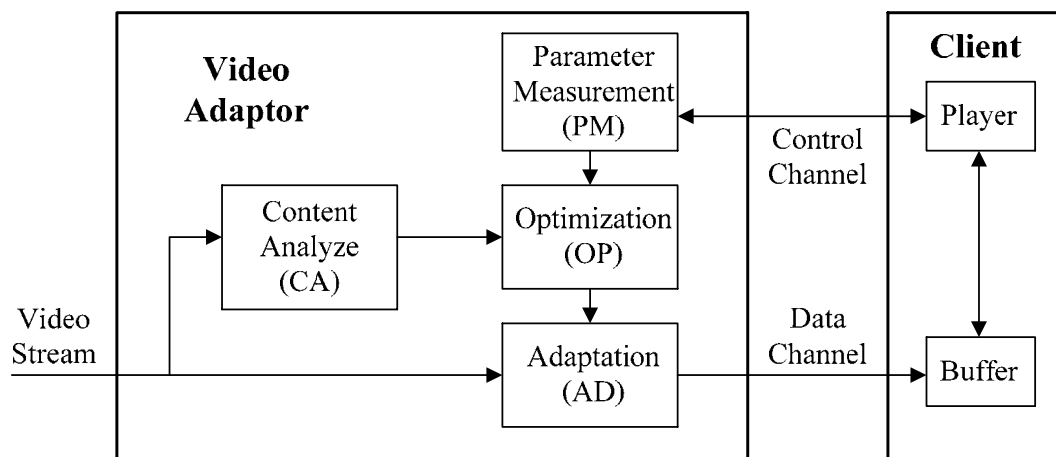 Video
Adaptor
Parameter
Measurement
(PM)
Client
Player
Control
Channel
Content
Analyze
(CA)
Optimization
(OP)
Video
Stream
Adaptation
(AD)
Data
Channel
Buffer